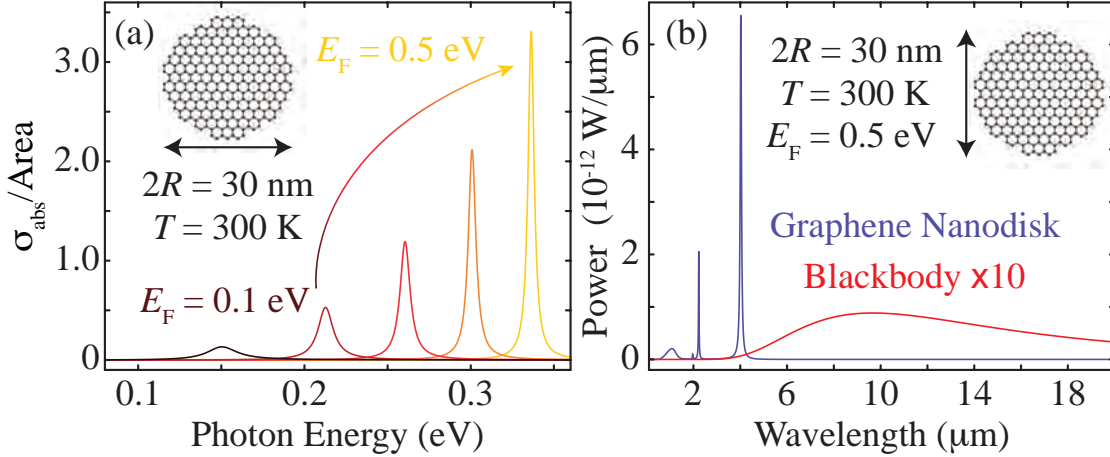 (a)
E_F = 0.5 eV
2R = 30 nm
T = 300 K
E_F = 0.1 eV
σ_abs/Area
3.0
2.0
1.0
0
0.1
0.2
0.3
Photon Energy (eV)
(b)
2R = 30 nm
T = 300 K
E_F = 0.5 eV
Graphene Nanodisk
Blackbody x10
Power (10^-12 W/μm)
6
4
2
0
2
6
10
14
18
Wavelength (μm)